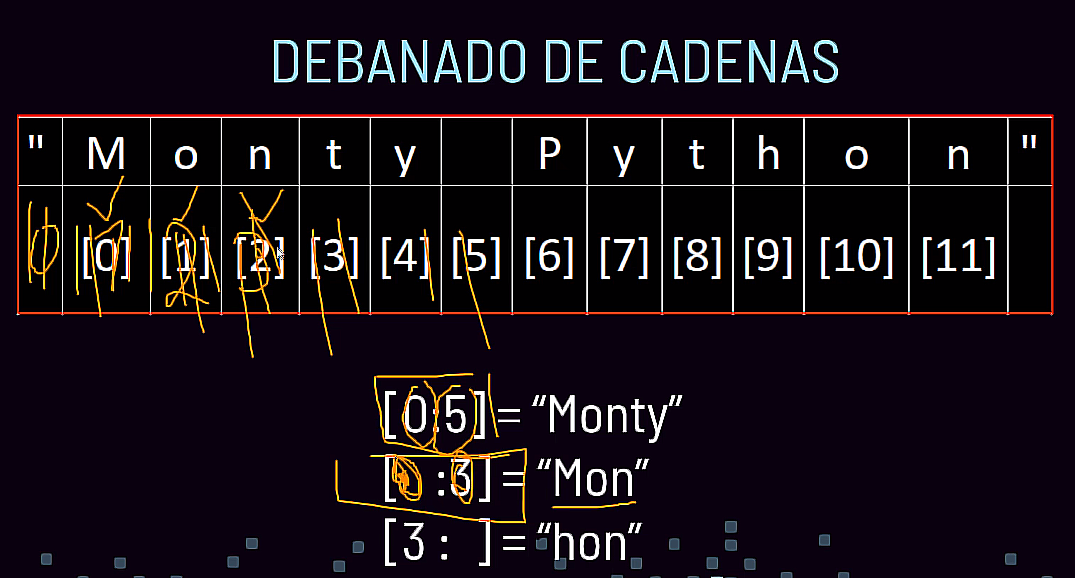 DEBANADO DE CADENAS
" M o n t y P y t h o n "
[0] [1] [2] [3] [4] [5] [6] [7] [8] [9] [10] [11]
[0:5] = “Monty”
[ :3] = “Mon”
[3: ] = “hon”